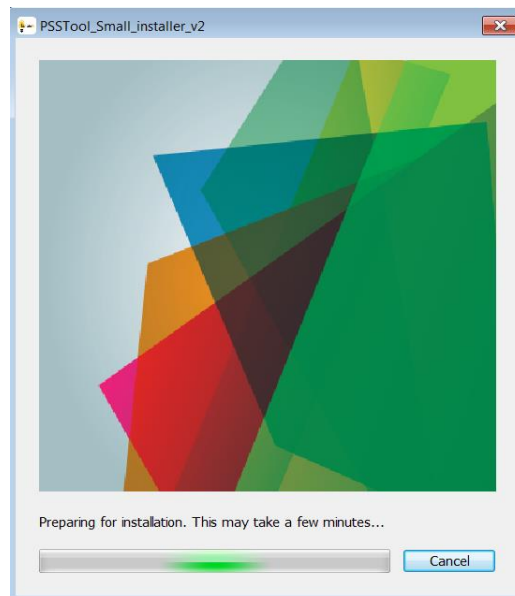 PSSTool_Small_installer_v2
Preparing for installation. This may take a few minutes...
Cancel